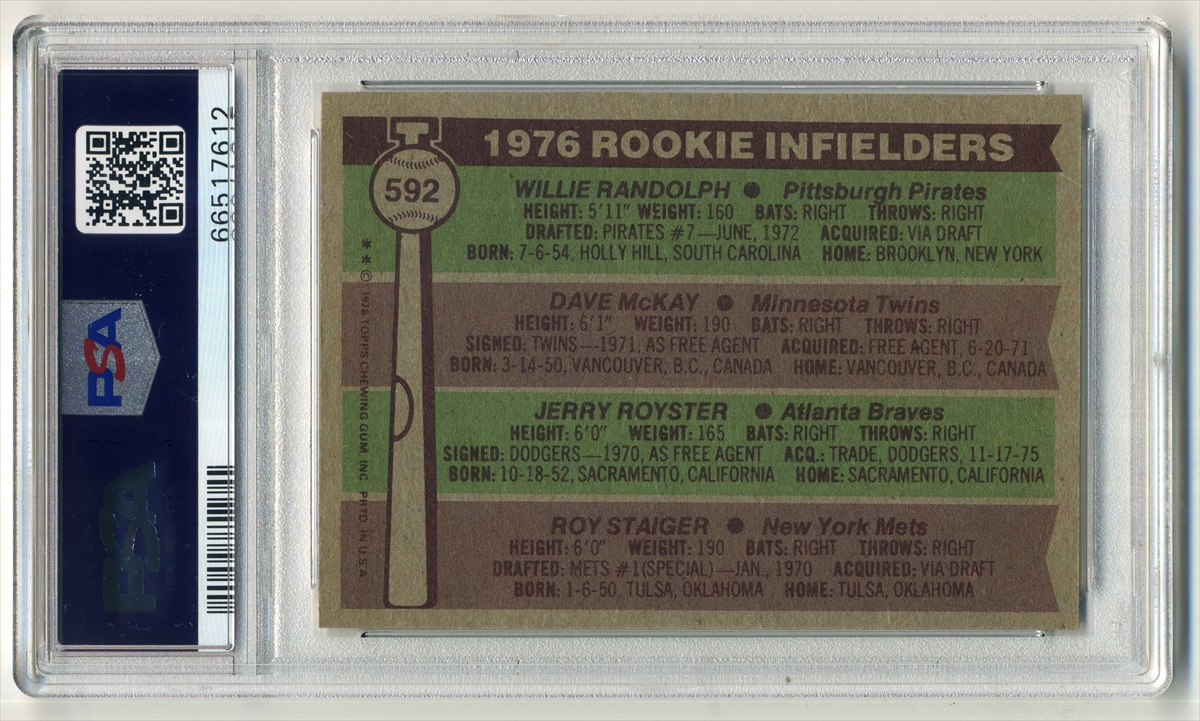 PSA
PSA
66517612
1976 ROOKIE INFIELDERS
T
592
WILLIE RANDOLPH ● Pittsburgh Pirates
HEIGHT: 5'11" WEIGHT: 160 BATS: RIGHT THROWS: RIGHT
DRAFTED: PIRATES #7—JUNE, 1972 ACQUIRED: VIA DRAFT
BORN: 7-6-54, HOLLY HILL, SOUTH CAROLINA HOME: BROOKLYN, NEW YORK
DAVE McKAY ● Minnesota Twins
HEIGHT: 6'1" WEIGHT: 190 BATS: RIGHT THROWS: RIGHT
SIGNED: TWINS—1971, AS FREE AGENT ACQUIRED: FREE AGENT, 6-20-71
BORN: 3-14-50, VANCOUVER, B.C., CANADA HOME: VANCOUVER, B.C., CANADA
JERRY ROYSTER ● Atlanta Braves
HEIGHT: 6'0" WEIGHT: 165 BATS: RIGHT THROWS: RIGHT
SIGNED: DODGERS—1970, AS FREE AGENT ACQ.: TRADE, DODGERS, 11-17-75
BORN: 10-18-52, SACRAMENTO, CALIFORNIA HOME: SACRAMENTO, CALIFORNIA
ROY STAIGER ● New York Mets
HEIGHT: 6'0" WEIGHT: 190 BATS: RIGHT THROWS: RIGHT
DRAFTED: METS #1(SPECIAL)—JAN., 1970 ACQUIRED: VIA DRAFT
BORN: 1-6-50, TULSA, OKLAHOMA HOME: TULSA, OKLAHOMA
**© 1976 TOPPS CHEWING GUM, INC. PRTD. IN U.S.A.